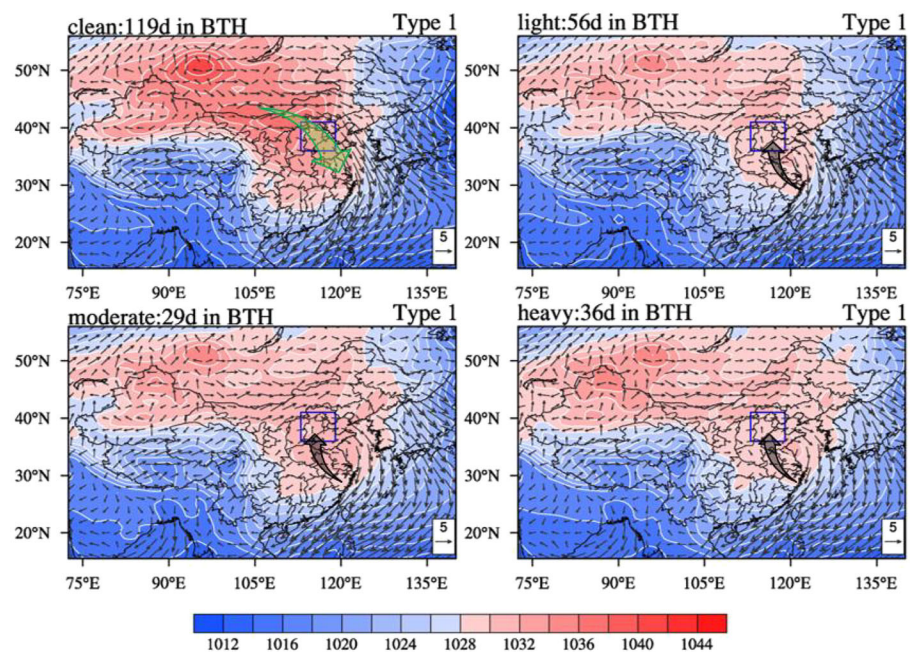 clean:119d in BTH Type 1
light:56d in BTH Type 1
50°N
40°N
30°N
20°N
5
75°E 90°E 105°E 120°E 135°E
50°N
40°N
30°N
20°N
5
75°E 90°E 105°E 120°E 135°E
moderate:29d in BTH Type 1
heavy:36d in BTH Type 1
50°N
40°N
30°N
20°N
5
75°E 90°E 105°E 120°E 135°E
50°N
40°N
30°N
20°N
5
75°E 90°E 105°E 120°E 135°E
1012 1016 1020 1024 1028 1032 1036 1040 1044